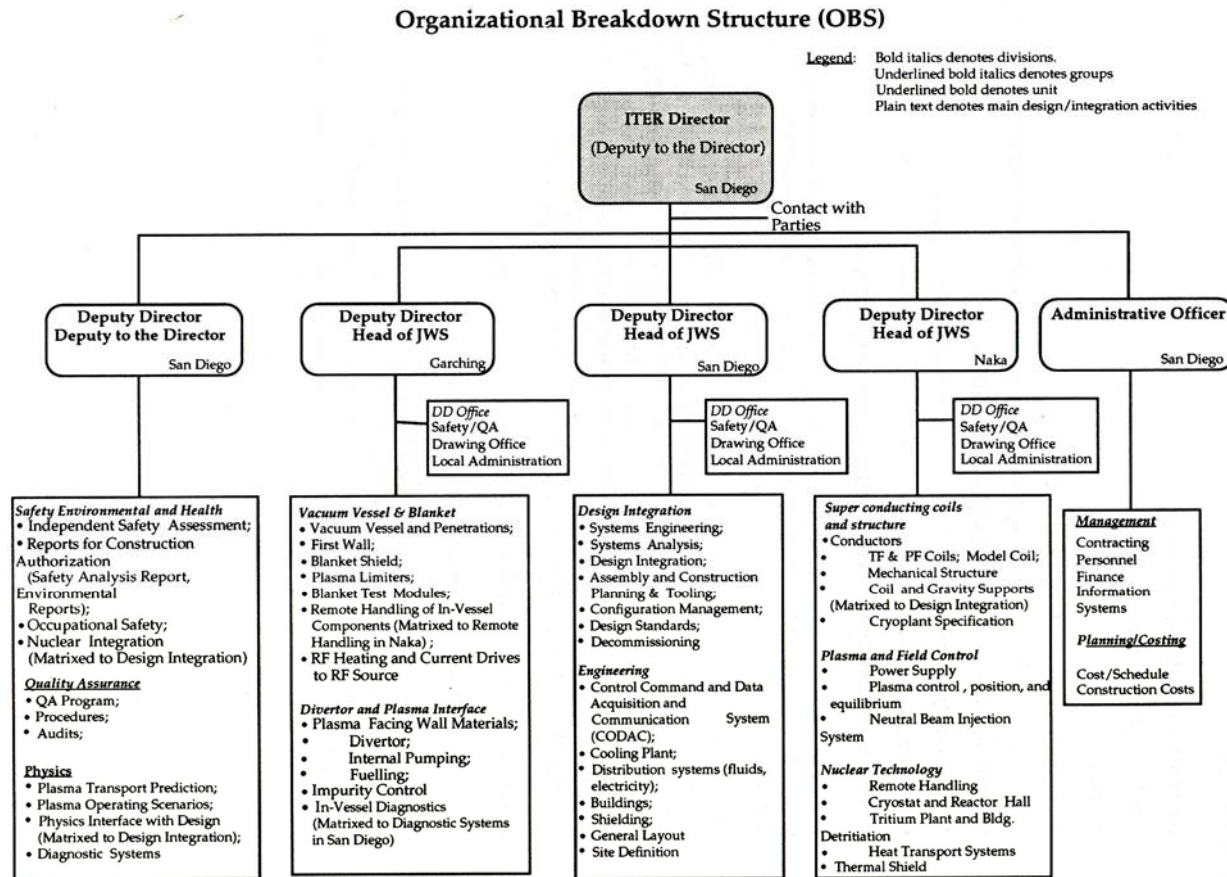 Organizational Breakdown Structure (OBS)
Legend: Bold italics denotes divisions.
Underlined bold italics denotes groups
Underlined bold denotes unit
Plain text denotes main design/integration activities
ITER Director
(Deputy to the Director)
San Diego
Contact with
Parties
Deputy Director
Deputy to the Director
San Diego
Deputy Director
Head of JWS
Garching
Deputy Director
Head of JWS
San Diego
Deputy Director
Head of JWS
Naka
Administrative Officer
San Diego
DD Office
Safety/QA
Drawing Office
Local Administration
DD Office
Safety/QA
Drawing Office
Local Administration
DD Office
Safety/QA
Drawing Office
Local Administration
Safety Environmental and Health
• Independent Safety Assessment;
• Reports for Construction
Authorization
(Safety Analysis Report,
Environmental
Reports);
• Occupational Safety;
• Nuclear Integration
(Matrixed to Design Integration)
Quality Assurance
• QA Program;
• Procedures;
• Audits;
Physics
• Plasma Transport Prediction;
• Plasma Operating Scenarios;
• Physics Interface with Design
(Matrixed to Design Integration);
• Diagnostic Systems
Vacuum Vessel & Blanket
• Vacuum Vessel and Penetrations;
• First Wall;
• Blanket Shield;
• Plasma Limiters;
• Blanket Test Modules;
• Remote Handling of In-Vessel
Components (Matrixed to Remote
Handling in Naka) ;
• RF Heating and Current Drives
to RF Source
Divertor and Plasma Interface
• Plasma Facing Wall Materials;
• Divertor;
• Internal Pumping;
• Fuelling;
• Impurity Control
• In-Vessel Diagnostics
(Matrixed to Diagnostic Systems
in San Diego)
Design Integration
• Systems Engineering;
• Systems Analysis;
• Design Integration;
• Assembly and Construction
Planning & Tooling;
• Configuration Management;
• Design Standards;
• Decommissioning
Engineering
• Control Command and Data
Acquisition and
Communication System
(CODAC);
• Cooling Plant;
• Distribution systems (fluids,
electricity);
• Buildings;
• Shielding;
• General Layout
• Site Definition
Super conducting coils
and structure
• Conductors
• TF & PF Coils; Model Coil;
• Mechanical Structure
• Coil and Gravity Supports
(Matrixed to Design Integration)
• Cryoplant Specification
Plasma and Field Control
• Power Supply
• Plasma control , position, and
equilibrium
• Neutral Beam Injection
System
Nuclear Technology
• Remote Handling
• Cryostat and Reactor Hall
• Tritium Plant and Bldg.
Detritiation
• Heat Transport Systems
• Thermal Shield
Management
Contracting
Personnel
Finance
Information
Systems
Planning/Costing
Cost/Schedule
Construction Costs